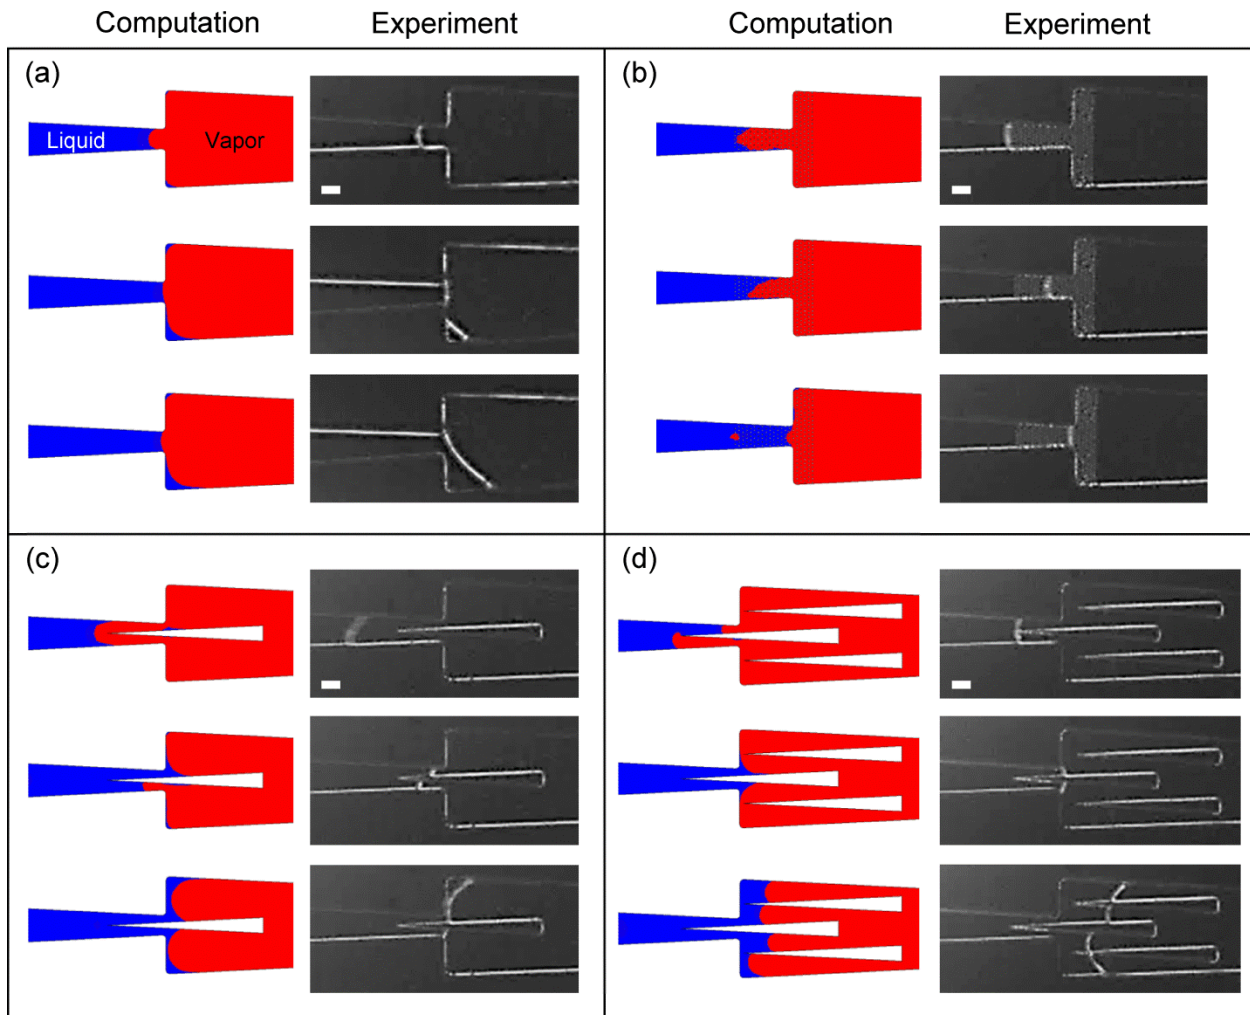 Computation Experiment Computation Experiment
(a) (b)
Liquid Vapor
(c) (d)